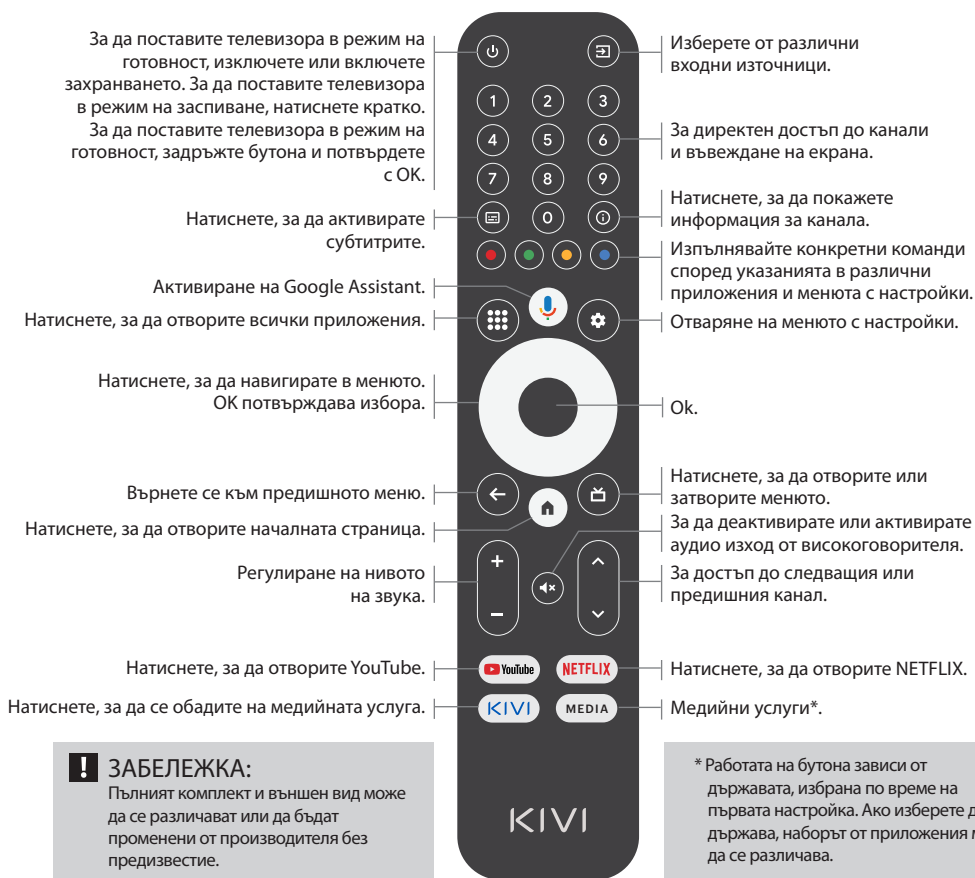 За да поставите телевизора в режим на
готовност, изключете или включете
захранването. За да поставите телевизора
в режим на заспиване, натиснете кратко.
За да поставите телевизора в режим на
готовност, задръжте бутона и потвърдете
с OK.
Натиснете, за да активирате
субтитрите.
Активиране на Google Assistant.
Натиснете, за да отворите всички приложения.
Натиснете, за да навигирате в менюто.
OK потвърждава избора.
Върнете се към предишното меню.
Натиснете, за да отворите началната страница.
Регулиране на нивото
на звука.
Натиснете, за да отворите YouTube.
Натиснете, за да се обадите на медийната услуга.
1 2 3
4 5 6
7 8 9
0
YouTube NETFLIX
KIVI MEDIA
KIVI
Изберете от различни
входни източници.
За директен достъп до канали
и въвеждане на екрана.
Натиснете, за да покажете
информация за канала.
Изпълнявайте конкретни команди
според указанията в различни
приложения и менюта с настройки.
Отваряне на менюто с настройки.
Ok.
Натиснете, за да отворите или
затворите менюто.
За да деактивирате или активирате
аудио изход от високоговорителя.
За достъп до следващия или
предишния канал.
Натиснете, за да отворите NETFLIX.
Медийни услуги*.
! ЗАБЕЛЕЖКА:
Пълният комплект и външен вид може
да се различават или да бъдат
променени от производителя без
предизвестие.
* Работата на бутона зависи от
държавата, избрана по време на
първата настройка. Ако изберете
държава, наборът от приложения
да се различава.